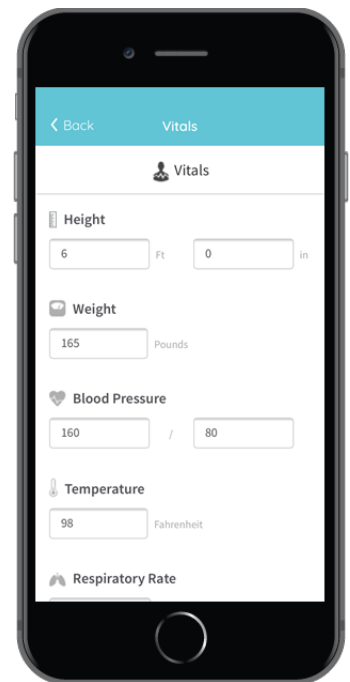 Back Vitals
Vitals
Height
6 Ft 0 in
Weight
165 Pounds
Blood Pressure
160 / 80
Temperature
98 Fahrenheit
Respiratory Rate